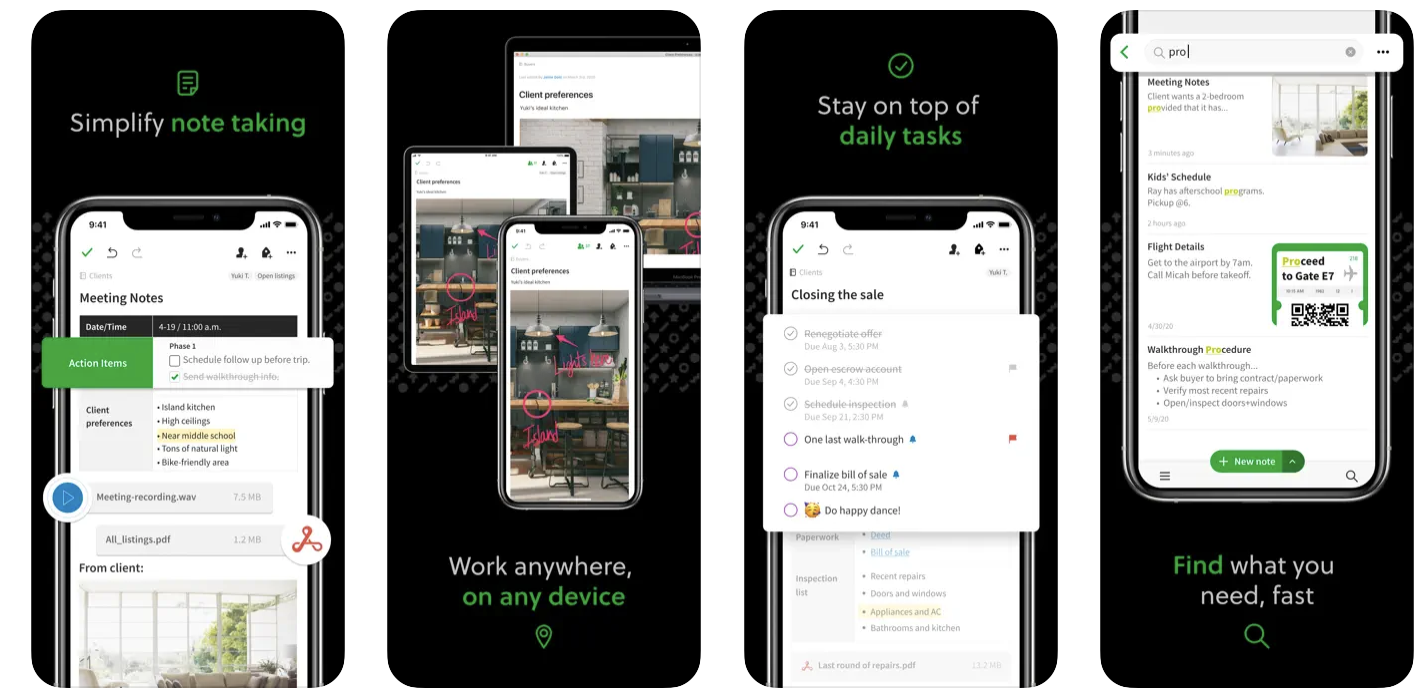 Simplify note taking
9:41
Clients
Yuki T.
Open listings
Meeting Notes
Date/Time
4-19 / 11:00 a.m.
Action Items
Phase 1
Schedule follow up before trip.
Send walkthrough info.
Client
preferences
• Island kitchen
• High ceilings
• Near middle school
• Tons of natural light
• Bike-friendly area
Meeting-recording.wav
7.5 MB
All_listings.pdf
1.2 MB
From client:
Client preferences
Yuki's ideal kitchen
Client preferences
Yuki's ideal kitchen
Island
9:41
Client preferences
Yuki's ideal kitchen
Lights here
Island
Work anywhere,
on any device
Stay on top of
daily tasks
9:41
Clients
Yuki T.
Closing the sale
Renegotiate offer
Due Aug 3, 5:30 PM
Open escrow account
Due Sep 4, 4:30 PM
Schedule inspection
Due Sep 21, 2:30 PM
One last walk-through
Finalize bill of sale
Due Oct 24, 5:30 PM
Do happy dance!
Paperwork
• Deed
• Bill of sale
Inspection
list
• Recent repairs
• Doors and windows
• Appliances and AC
• Bathrooms and kitchen
Last round of repairs.pdf
13.2 MB
pro
Meeting Notes
Client wants a 2-bedroom
provided that it has...
3 minutes ago
Kids' Schedule
Ray has afterschool programs.
Pickup @6.
2 hours ago
Flight Details
Get to the airport by 7am.
Call Micah before takeoff.
4/30/20
Proceed
to Gate E7
Walkthrough Procedure
Before each walkthrough...
• Ask buyer to bring contract/paperwork
• Verify most recent repairs
• Open/inspect doors+windows
5/9/20
+ New note
Find what you
need, fast